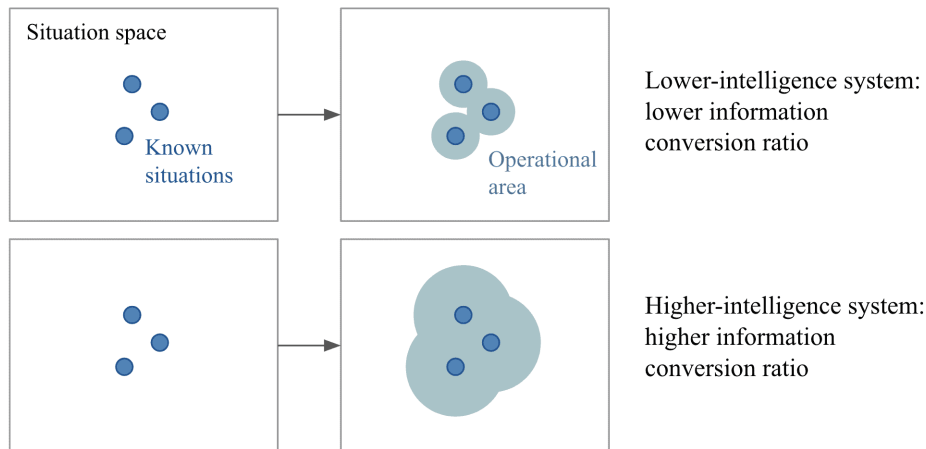 Situation space
Known
situations
Operational
area
Lower-intelligence system:
lower information
conversion ratio
Higher-intelligence system:
higher information
conversion ratio